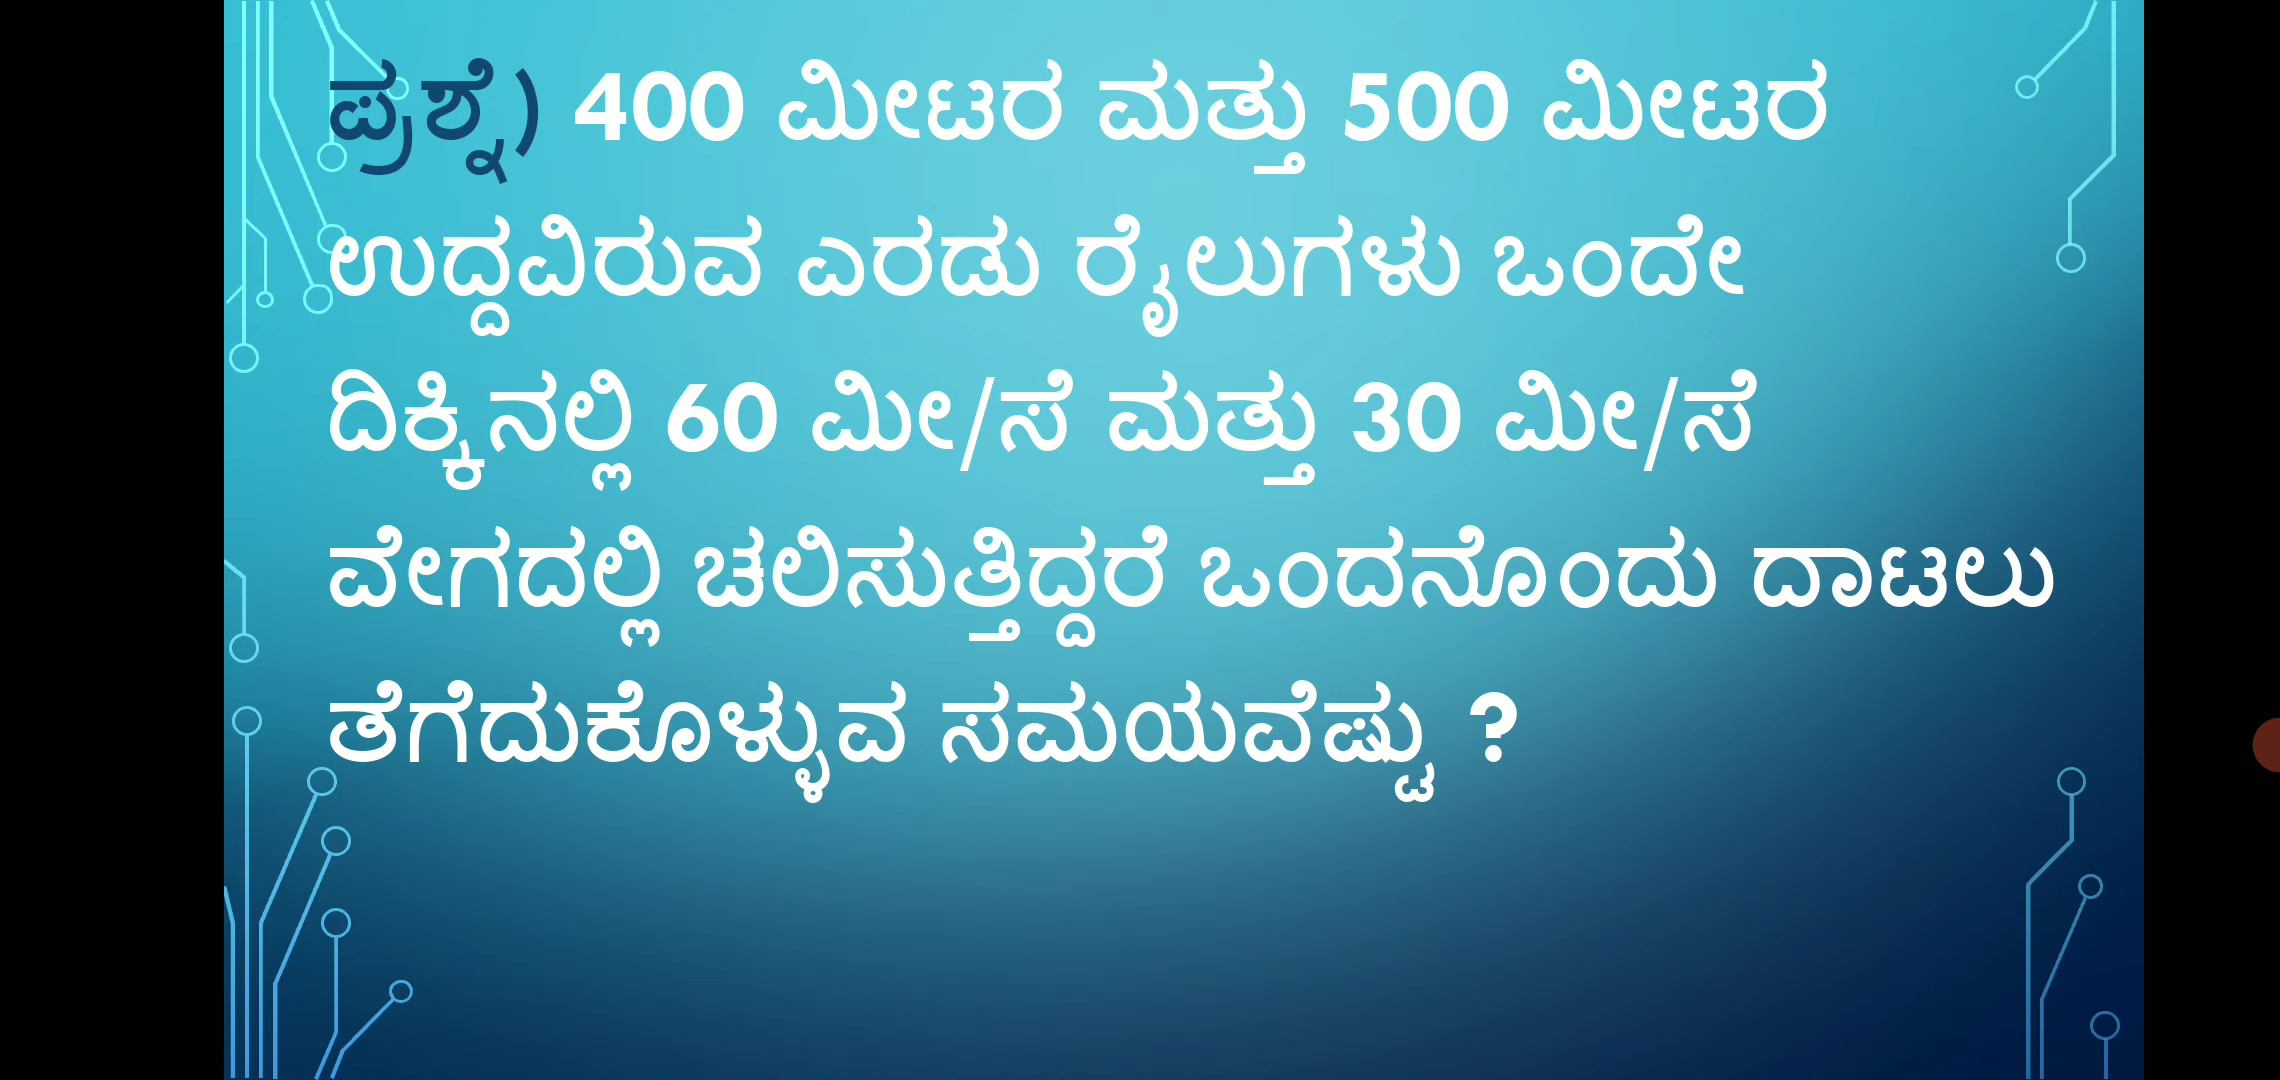 ಪ್ರಶ್ನೆ) 400 ಮೀಟರ ಮತ್ತು 500 ಮೀಟರ
ಉದ್ದವಿರುವ ಎರಡು ರೈಲುಗಳು ಒಂದೇ
ದಿಕ್ಕಿನಲ್ಲಿ 60 ಮೀ/ಸೆ ಮತ್ತು 30 ಮೀ/ಸೆ
ವೇಗದಲ್ಲಿ ಚಲಿಸುತ್ತಿದ್ದರೆ ಒಂದನೊಂದು ದಾಟಲು
ತೆಗೆದುಕೊಳ್ಳುವ ಸಮಯವೆಷ್ಟು ?